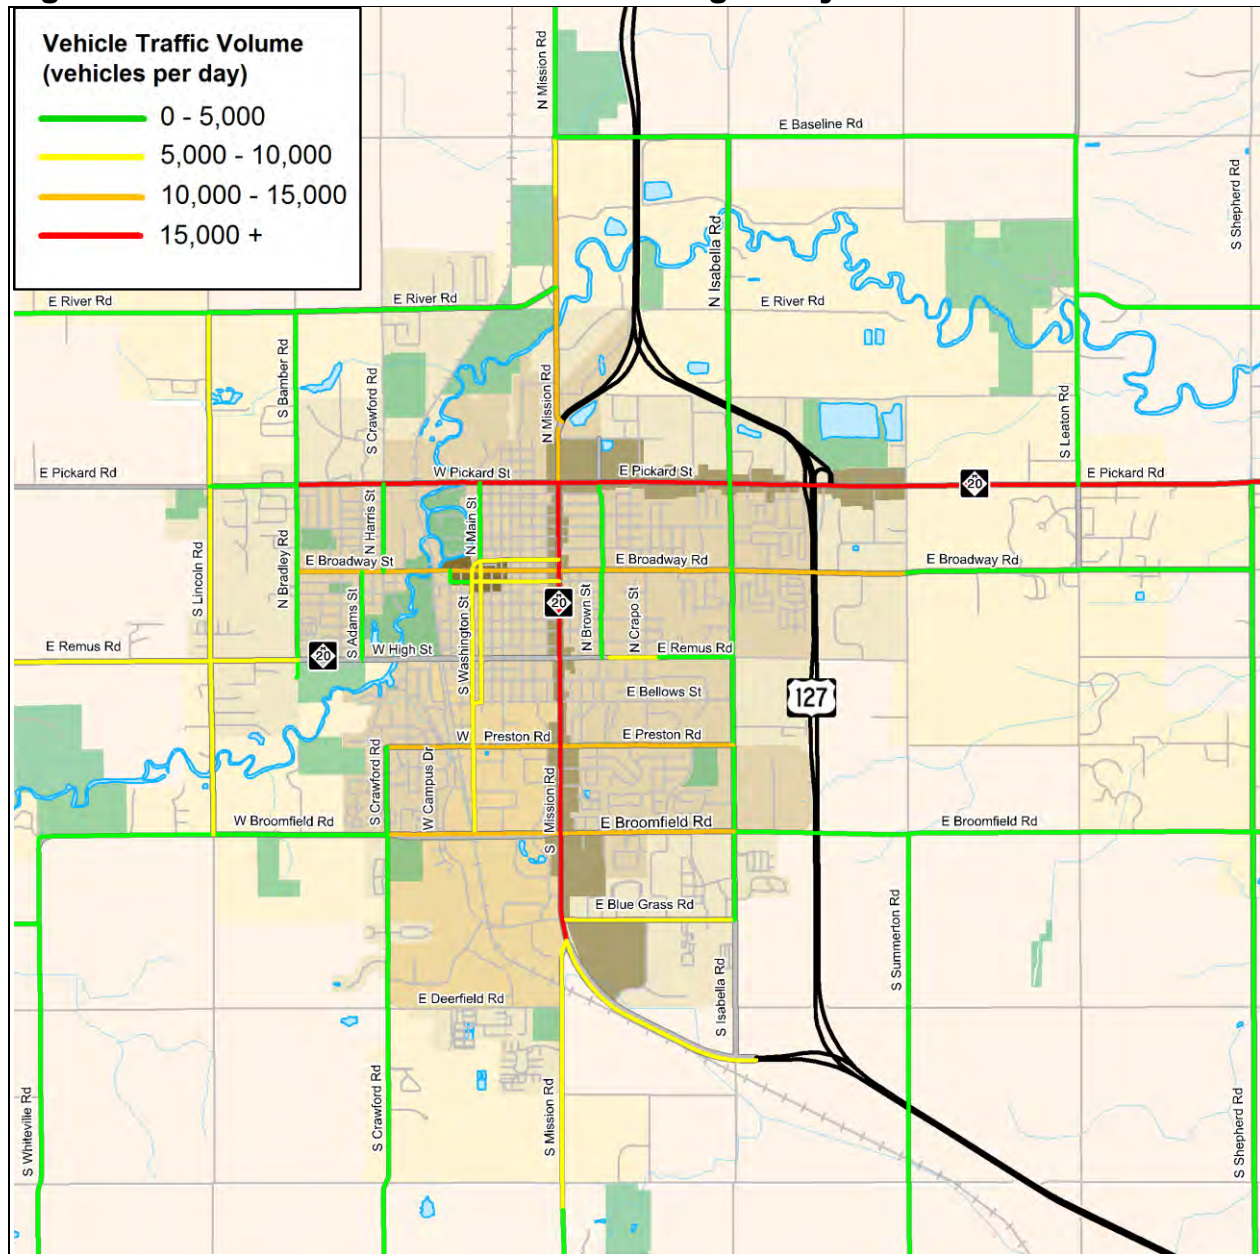 Vehicle Traffic Volume
(vehicles per day)
0 - 5,000
5,000 - 10,000
10,000 - 15,000
15,000 +
N Mission Rd
E Baseline Rd
S Shepherd Rd
N Isabella Rd
E River Rd
E River Rd
E River Rd
S Bamber Rd
S Crawford Rd
N Mission Rd
S Leaton Rd
E Pickard Rd
W Pickard St
E Pickard St
20
E Pickard Rd
N Harris St
N Main St
N Bradley Rd
S Lincoln Rd
E Broadway St
E Broadway Rd
E Broadway Rd
S Adams St
20
N Brown St
N Crapo St
S Washington St
E Remus Rd
20
W High St
E Remus Rd
E Bellows St
127
W Preston Rd
E Preston Rd
S Crawford Rd
W Campus Dr
S Mission Rd
W Broomfield Rd
E Broomfield Rd
E Broomfield Rd
E Blue Grass Rd
S Summerton Rd
S Isabella Rd
E Deerfield Rd
S Whiteville Rd
S Crawford Rd
S Mission Rd
S Shepherd Rd